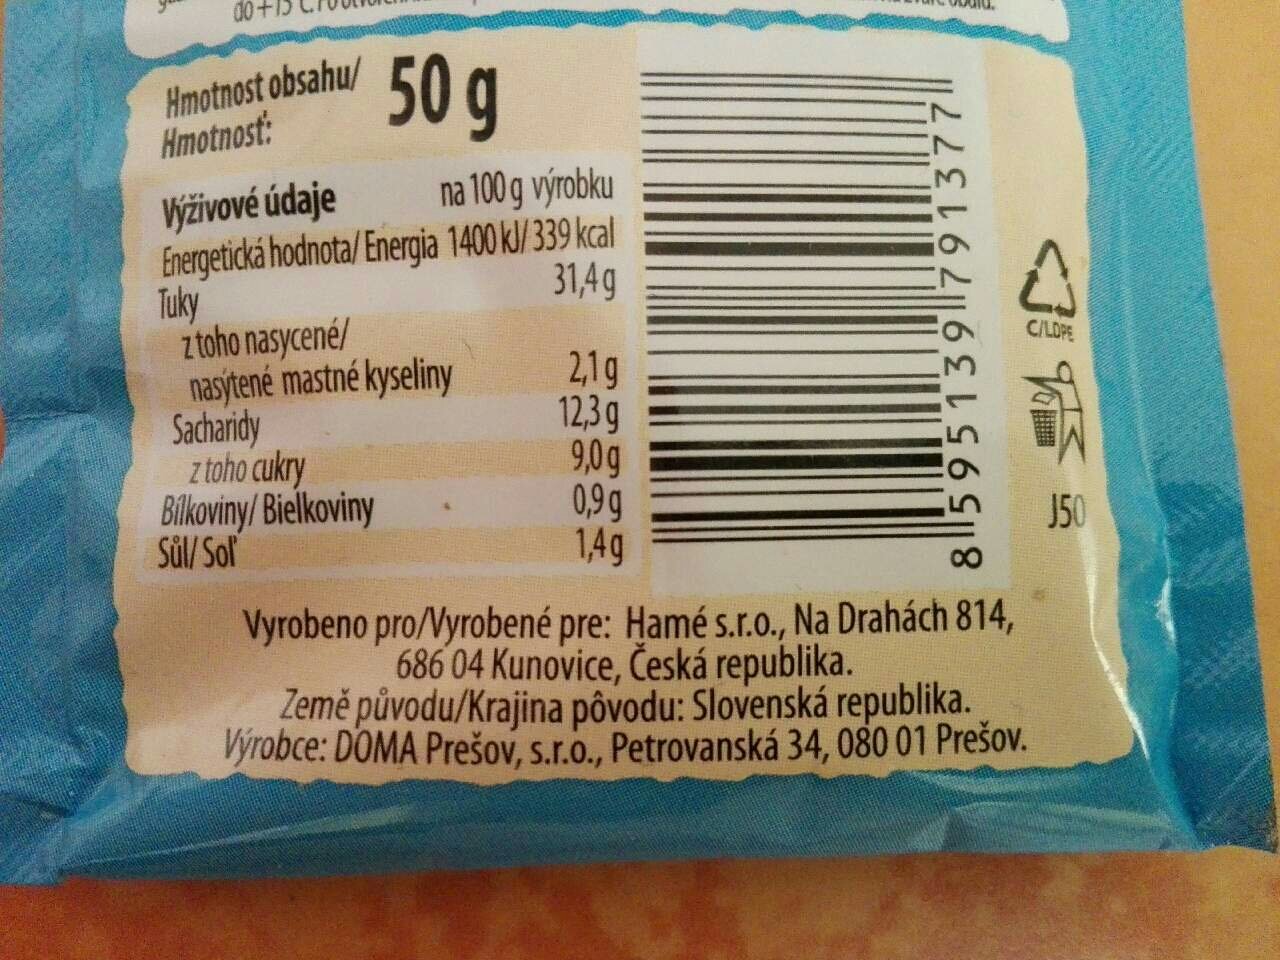 do +15
Hmotnost obsahu/
Hmotnosť:
50 g
Výživové údaje na 100 g výrobku
Energetická hodnota/ Energia 1400 kJ/ 339 kcal
Tuky 31,4 g
z toho nasycené/
nasýtené mastné kyseliny 2,1 g
Sacharidy 12,3 g
z toho cukry 9,0 g
Bílkoviny/ Bielkoviny 0,9 g
Sůl/ Soľ 1,4 g
8 595139 791377
C/LDPE
J50
Vyrobeno pro/Vyrobené pre: Hamé s.r.o., Na Drahách 814,
686 04 Kunovice, Česká republika.
Země původu/Krajina pôvodu: Slovenská republika.
Výrobce: DOMA Prešov, s.r.o., Petrovanská 34, 080 01 Prešov.